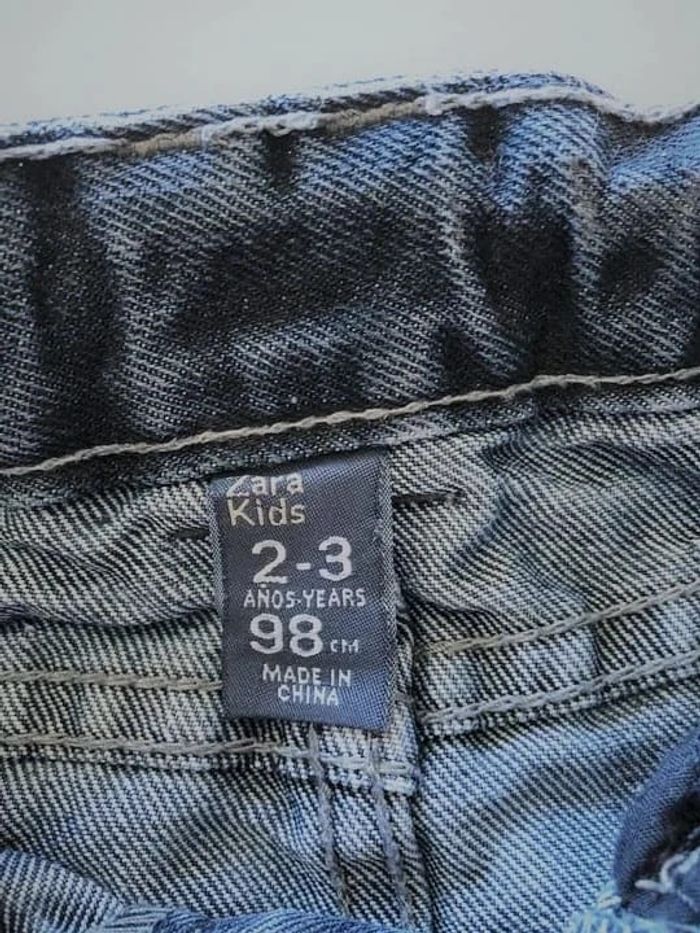 Zara
Kids
2-3
AÑOS-YEARS
98 CM
MADE IN
CHINA